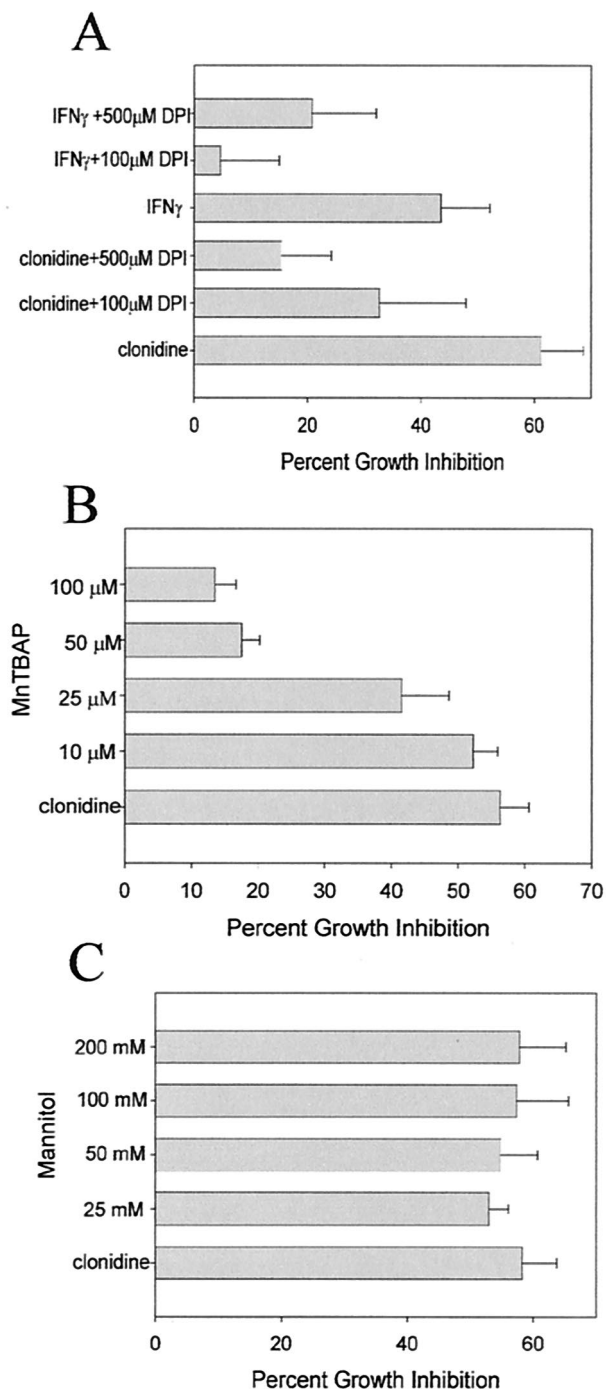 A
IFNγ +500μM DPI
IFNγ+100μM DPI
IFNγ
clonidine+500μM DPI
clonidine+100μM DPI
clonidine
0 20 40 60
Percent Growth Inhibition
B
MnTBAP
100 μM
50 μM
25 μM
10 μM
clonidine
0 10 20 30 40 50 60 70
Percent Growth Inhibition
C
Mannitol
200 mM
100 mM
50 mM
25 mM
clonidine
0 20 40 60
Percent Growth Inhibition